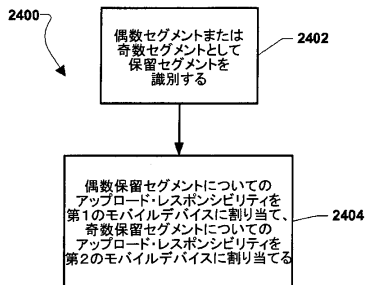 2400
偶数セグメントまたは
奇数セグメントとして
保留セグメントを
識別する
2402
偶数保留セグメントについての
アップロード・レスポンシビリティを
第1のモバイルデバイスに割り当て、
奇数保留セグメントについての
アップロード・レスポンシビリティを
第2のモバイルデバイスに割り当てる
2404